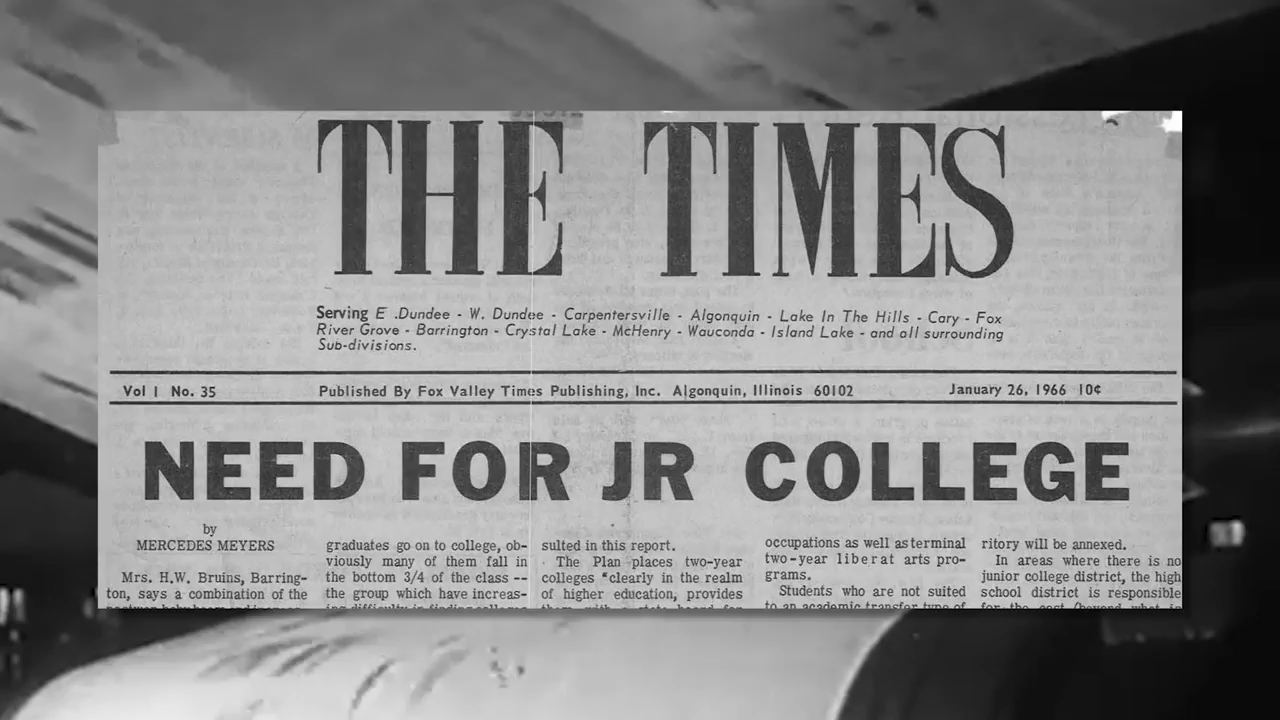 THE TIMES
Serving E .Dundee - W. Dundee - Carpentersville - Algonquin - Lake In The Hills - Cary - Fox
River Grove - Barrington - Crystal Lake - McHenry - Wauconda - Island Lake - and all surrounding
Sub-divisions.
Vol I No. 35 Published By Fox Valley Times Publishing, Inc. Algonquin, Illinois 60102 January 26, 1966 10¢
NEED FOR JR COLLEGE
by
MERCEDES MEYERS
Mrs. H.W. Bruins, Barring-
ton, says a combination of the
graduates go on to college, ob-
viously many of them fall in
the bottom 3/4 of the class --
the group which have increas-
sulted in this report.
The Plan places two-year
colleges "clearly in the realm
of higher education, provides
occupations as well as terminal
two-year liberat arts pro-
grams.
Students who are not suited
to an academic transfer type of
ritory will be annexed.
In areas where there is no
junior college district, the high
school district is responsible